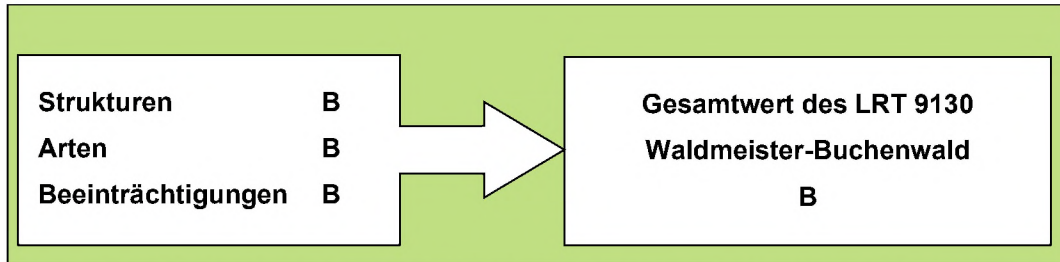 Strukturen B
Arten B
Beeinträchtigungen B
Gesamtwert des LRT 9130
Waldmeister-Buchenwald
B